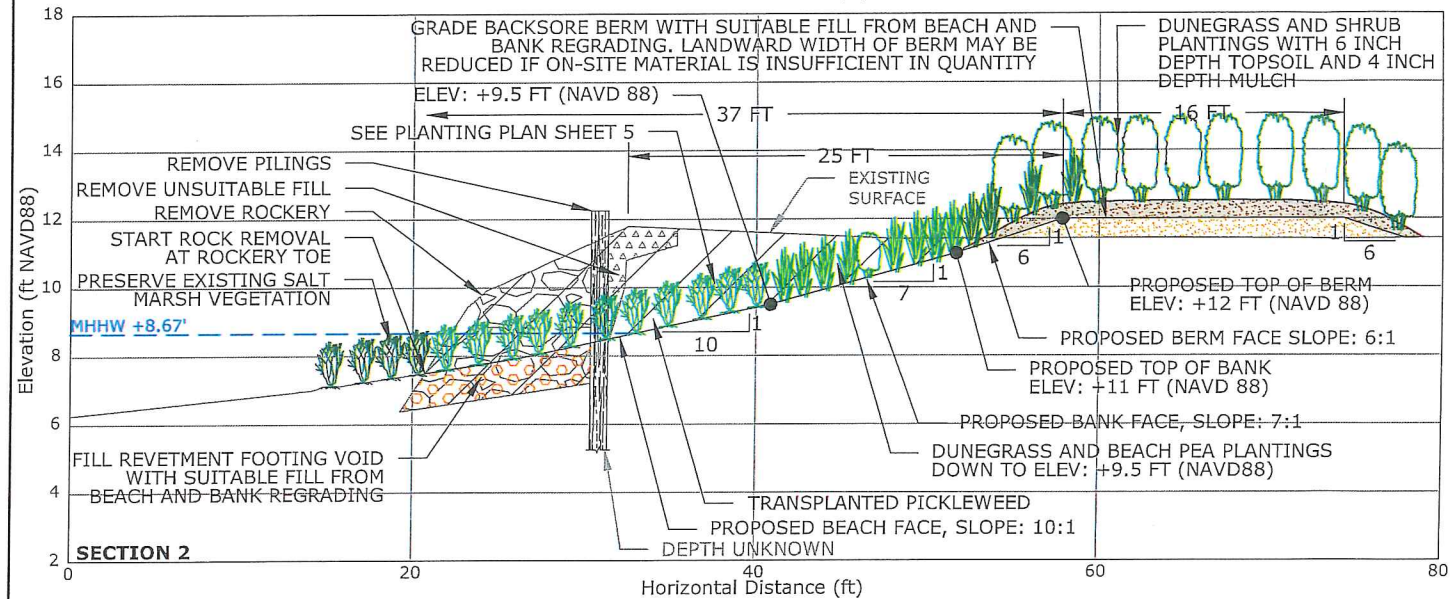 18
16
14
12
10
8
6
4
2
Elevation (ft NAVD88)
GRADE BACKSORE BERM WITH SUITABLE FILL FROM BEACH AND
BANK REGRADING. LANDWARD WIDTH OF BERM MAY BE
REDUCED IF ON-SITE MATERIAL IS INSUFFICIENT IN QUANTITY
ELEV: +9.5 FT (NAVD 88)
DUNEGRASS AND SHRUB
PLANTINGS WITH 6 INCH
DEPTH TOPSOIL AND 4 INCH
DEPTH MULCH
37 FT
16 FT
SEE PLANTING PLAN SHEET 5
25 FT
REMOVE PILINGS
EXISTING
SURFACE
REMOVE UNSUITABLE FILL
REMOVE ROCKERY
START ROCK REMOVAL
AT ROCKERY TOE
PRESERVE EXISTING SALT
MARSH VEGETATION
MHHW +8.67'
1
10
1
7
1
6
1
6
PROPOSED TOP OF BERM
ELEV: +12 FT (NAVD 88)
PROPOSED BERM FACE SLOPE: 6:1
PROPOSED TOP OF BANK
ELEV: +11 FT (NAVD 88)
PROPOSED BANK FACE, SLOPE: 7:1
DUNEGRASS AND BEACH PEA PLANTINGS
DOWN TO ELEV: +9.5 FT (NAVD88)
FILL REVETMENT FOOTING VOID
WITH SUITABLE FILL FROM
BEACH AND BANK REGRADING
TRANSPLANTED PICKLEWEED
PROPOSED BEACH FACE, SLOPE: 10:1
DEPTH UNKNOWN
SECTION 2
0
20
40
60
80
Horizontal Distance (ft)